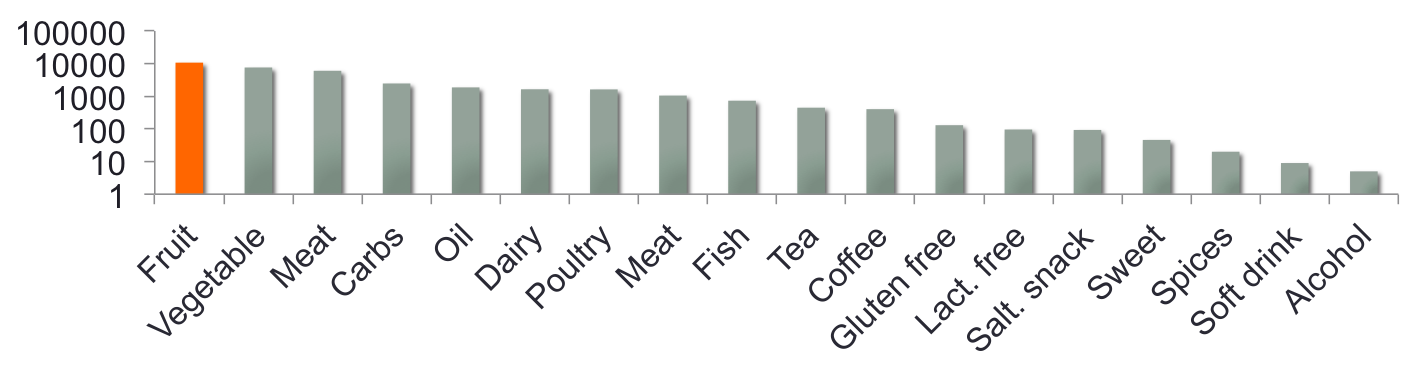 100000
10000
1000
100
10
1
Fruit
Vegetable
Meat
Carbs
Oil
Dairy
Poultry
Meat
Fish
Tea
Coffee
Gluten free
Lact. free
Salt. snack
Sweet
Spices
Soft drink
Alcohol